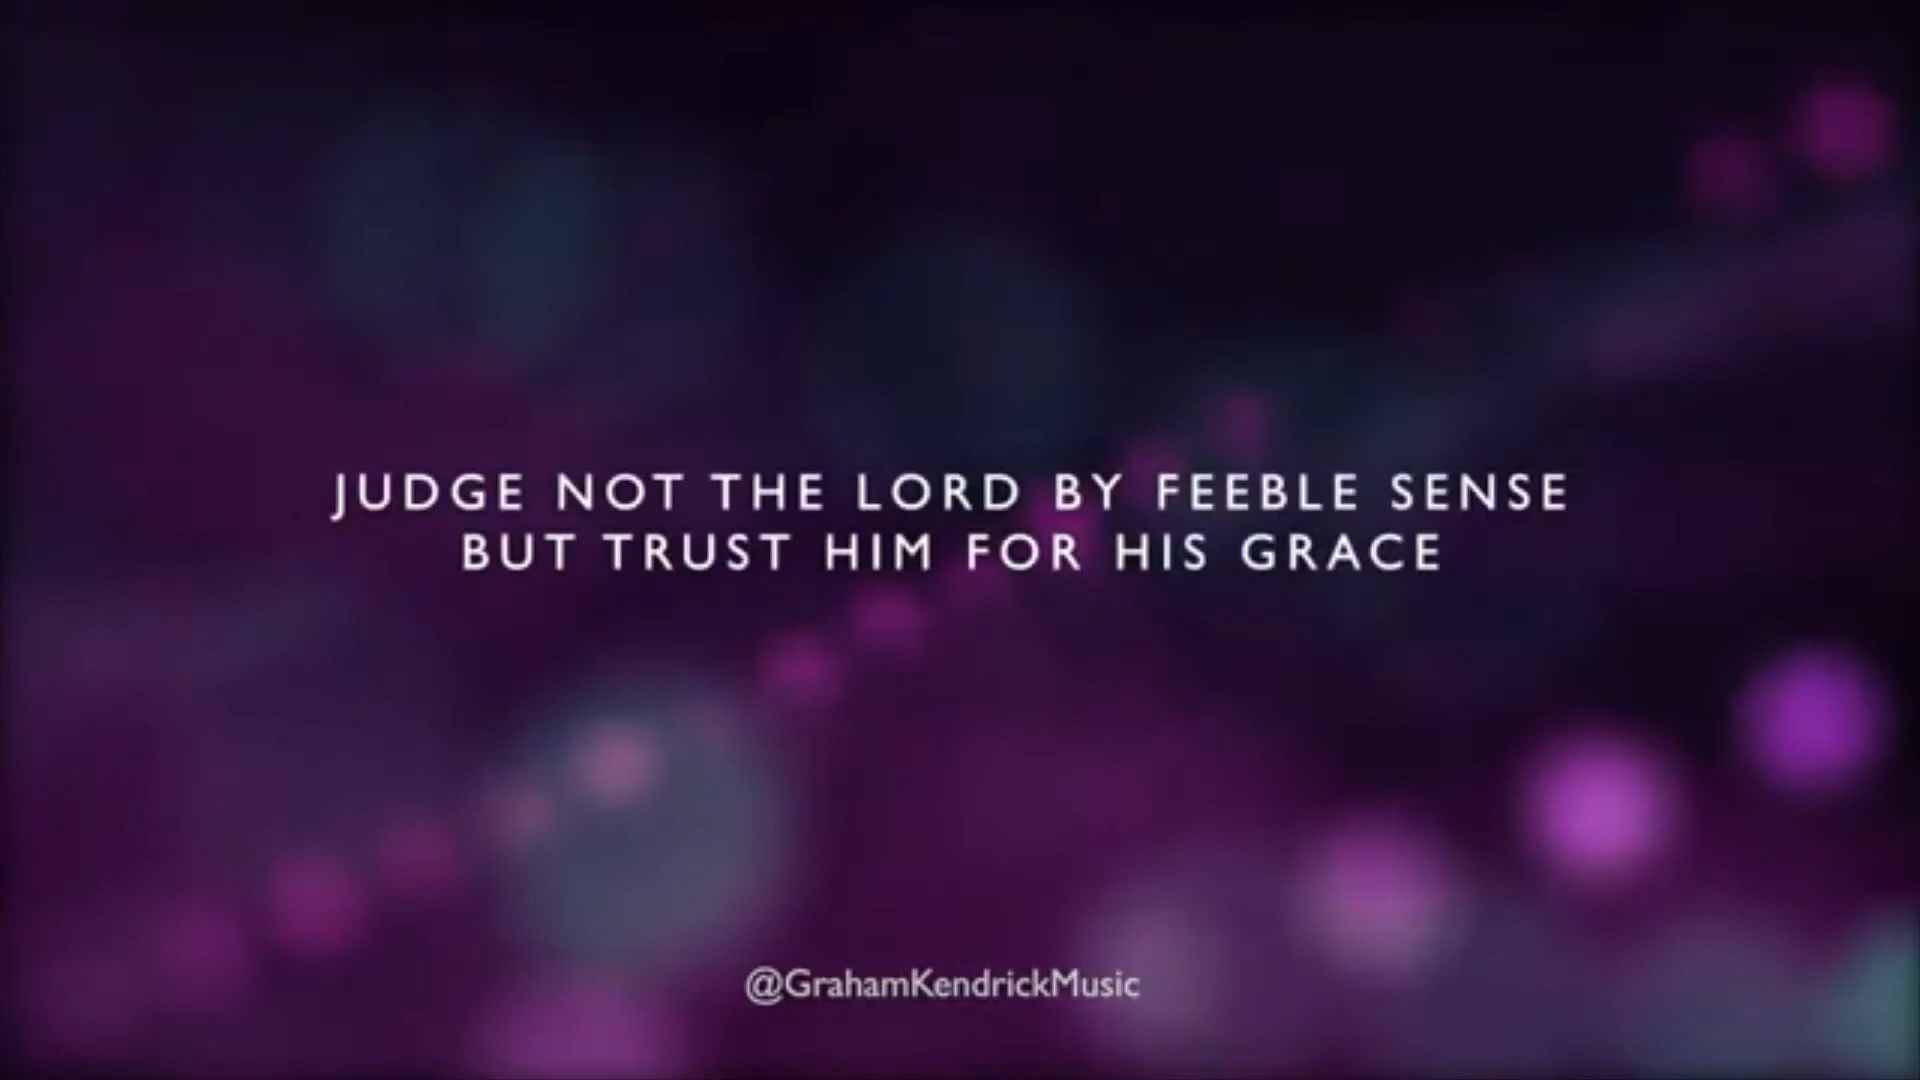 JUDGE NOT THE LORD BY FEEBLE SENSE
BUT TRUST HIM FOR HIS GRACE
@GrahamKendrickMusic